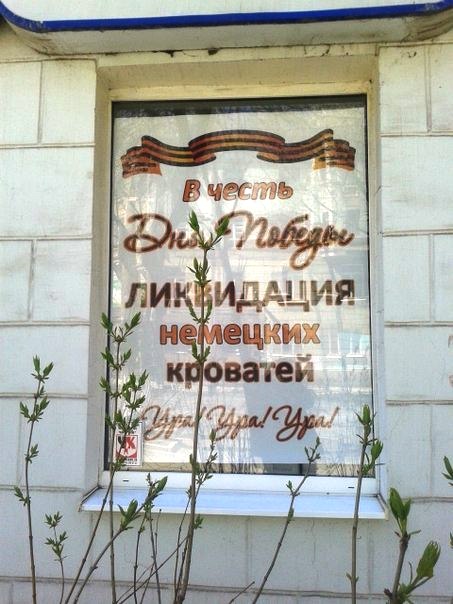 В честь
Дня Победы
ЛИКВИДАЦИЯ
немецких
кроватей
Ура! Ура! Ура!